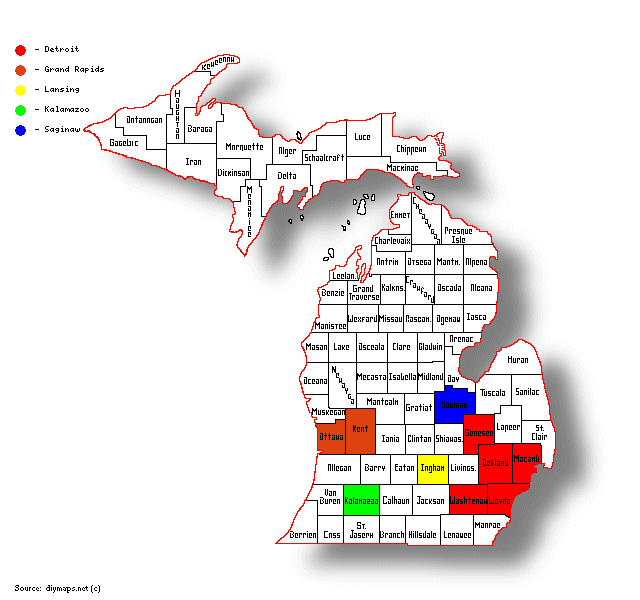 - Detroit
- Grand Rapids
- Lansing
- Kalamazoo
- Saginaw
Keweenaw
Houghton
Ontonagon
Baraga
Gogebic
Iron
Marquette
Dickinson
Menominee
Alger
Delta
Schoolcraft
Luce
Chippewa
Mackinac
Emmet
Cheboygan
Presque
Isle
Charlevoix
Antrim
Otsego
Montm.
Alpena
Leelan.
Benzie
Grand
Traverse
Kalkns.
Crawford
Oscoda
Alcona
Manistee
Wexford
Missau
Roscom.
Ogemaw
Iosco
Arenac
Mason
Lake
Osceola
Clare
Gladwin
Huron
Oceana
Newaygo
Mecosta
Isabella
Midland
Bay
Muskegon
Montcalm
Gratiot
Saginaw
Tuscola
Sanilac
Ottawa
Kent
Ionia
Clinton
Shiawas.
Genesee
Lapeer
St.
Clair
Allegan
Barry
Eaton
Ingham
Livings.
Oakland
Macomb
Van
Buren
Kalamazoo
Calhoun
Jackson
Washtenaw
Wayne
Berrien
Cass
St.
Joseph
Branch
Hillsdale
Lenawee
Monroe
Source: diymaps.net (c)